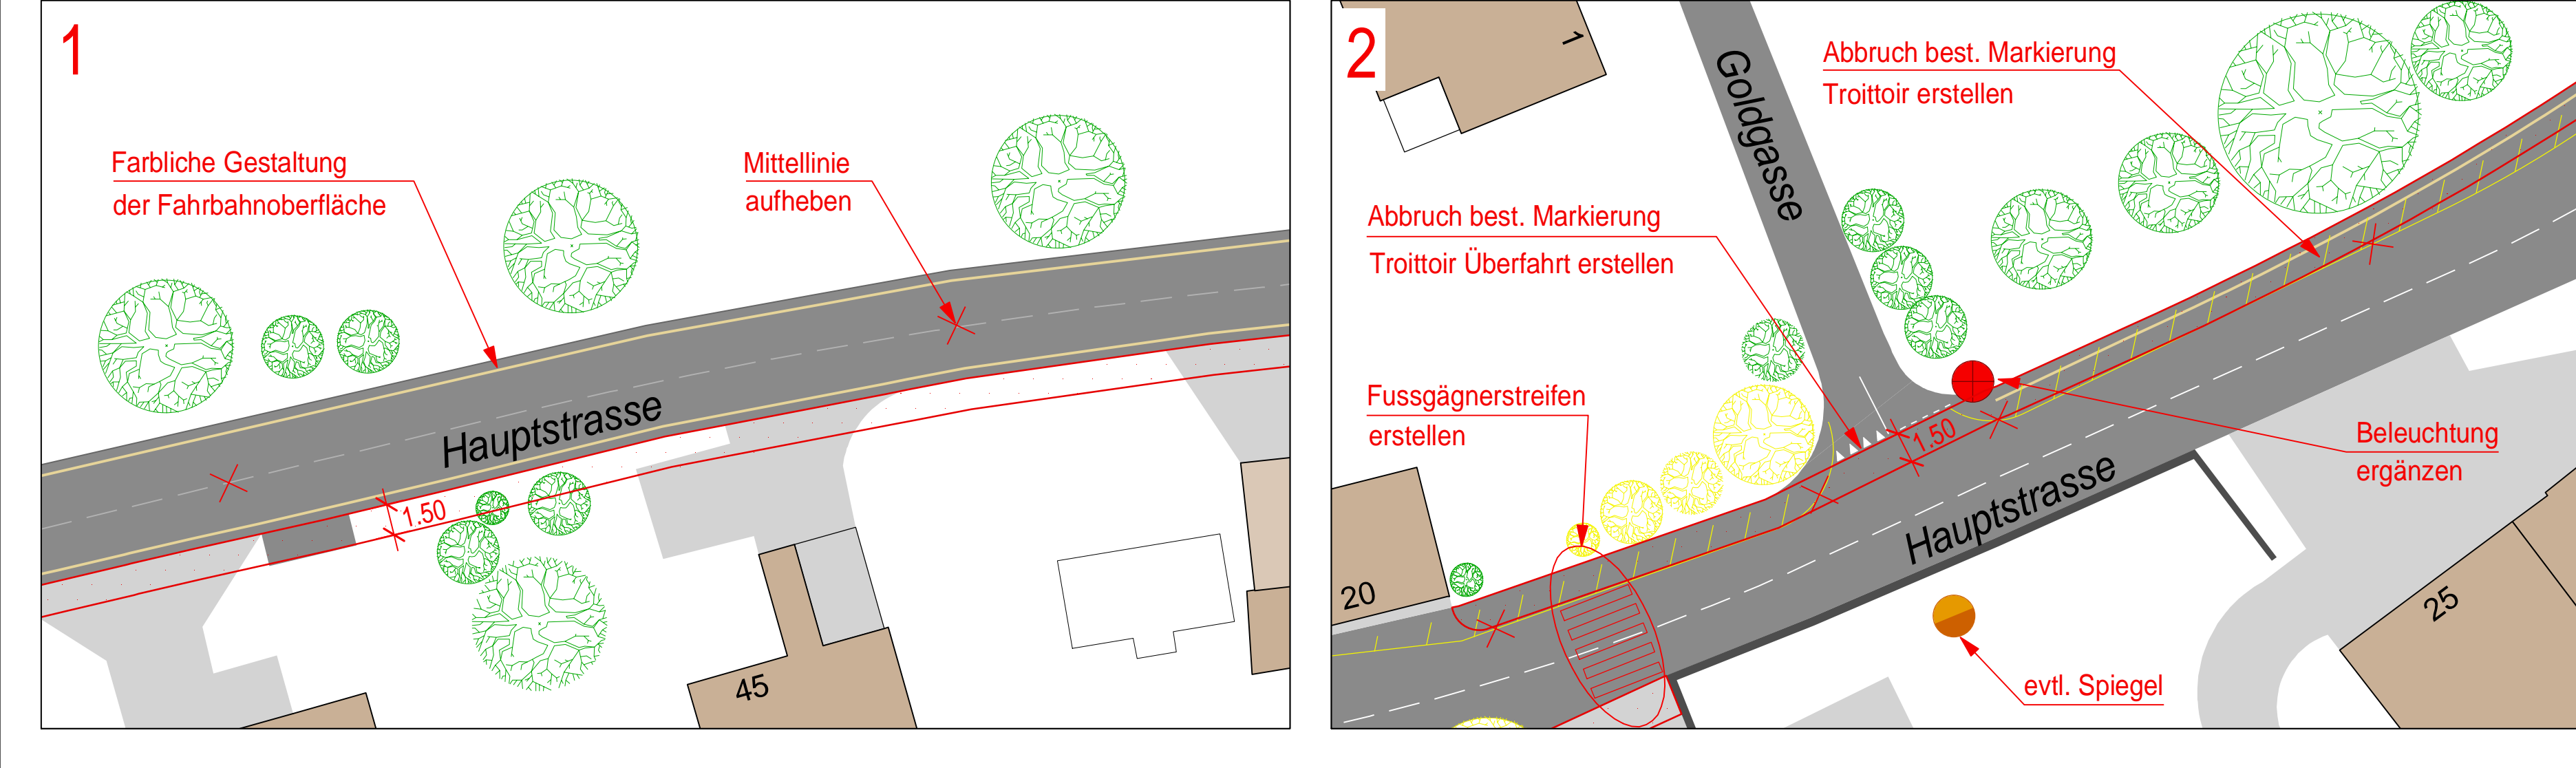 1
Farbliche Gestaltung
der Fahrbahnoberfläche
Mittellinie
aufheben
Hauptstrasse
1.50
45
2
1
Goldgasse
Abbruch best. Markierung
Troittoir erstellen
Abbruch best. Markierung
Troittoir Überfahrt erstellen
Fussgägnerstreifen
erstellen
1.50
Beleuchtung
ergänzen
Hauptstrasse
20
25
evtl. Spiegel